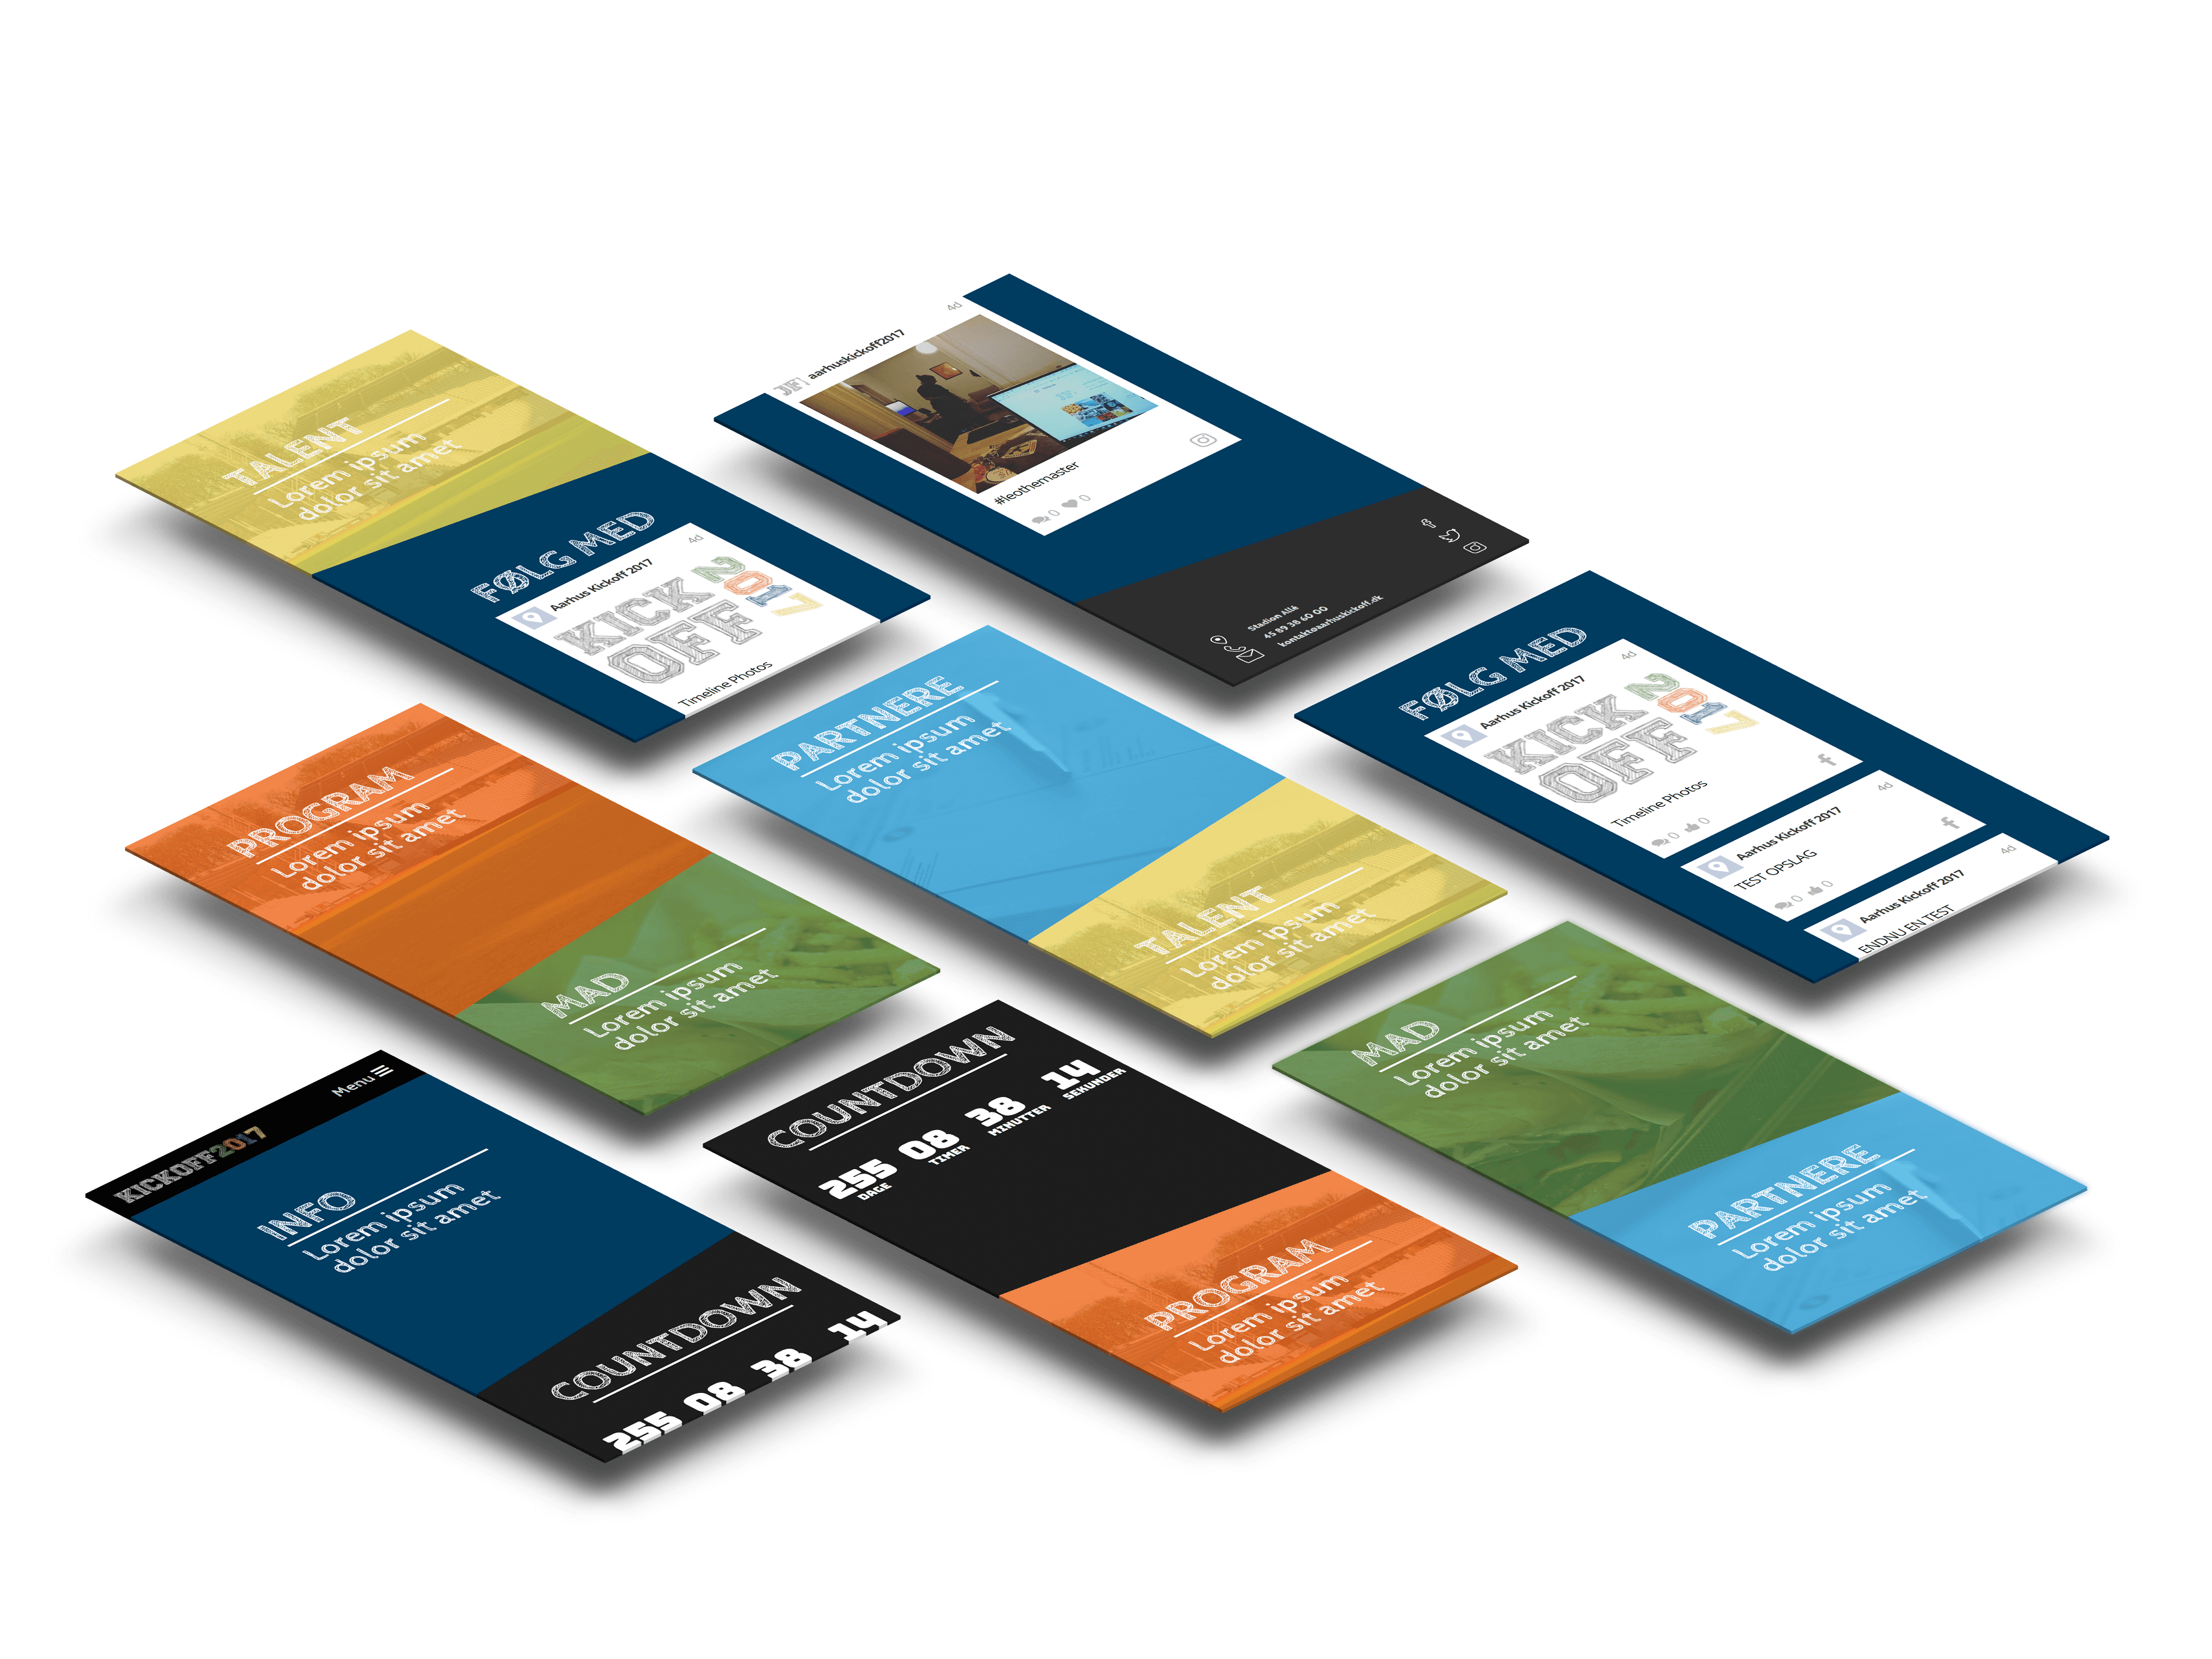 TALENT
Lorem ipsum
dolor sit amet
FØLG MED
Aarhus Kickoff 2017
4d
KICK 20
OFF 17
Timeline Photos
aarhuskickoff2017
4d
#leothemaster
0 0
Stadion Allé
45 89 38 60 00
kontakt@aarhuskickoff.dk
PROGRAM
Lorem ipsum
dolor sit amet
MAD
Lorem ipsum
dolor sit amet
PARTNERE
Lorem ipsum
dolor sit amet
TALENT
Lorem ipsum
dolor sit amet
FØLG MED
Aarhus Kickoff 2017
4d
KICK 20
OFF 17
Timeline Photos
0 0
Aarhus Kickoff 2017
4d
TEST OPSLAG
0 0
Aarhus Kickoff 2017
4d
ENDNU EN TEST
KICKOFF2017
Menu
INFO
Lorem ipsum
dolor sit amet
COUNTDOWN
255 08 38 14
COUNTDOWN
255 08 38 14
DAGE TIMER MINUTTER SEKUNDER
PROGRAM
Lorem ipsum
dolor sit amet
MAD
Lorem ipsum
dolor sit amet
PARTNERE
Lorem ipsum
dolor sit amet